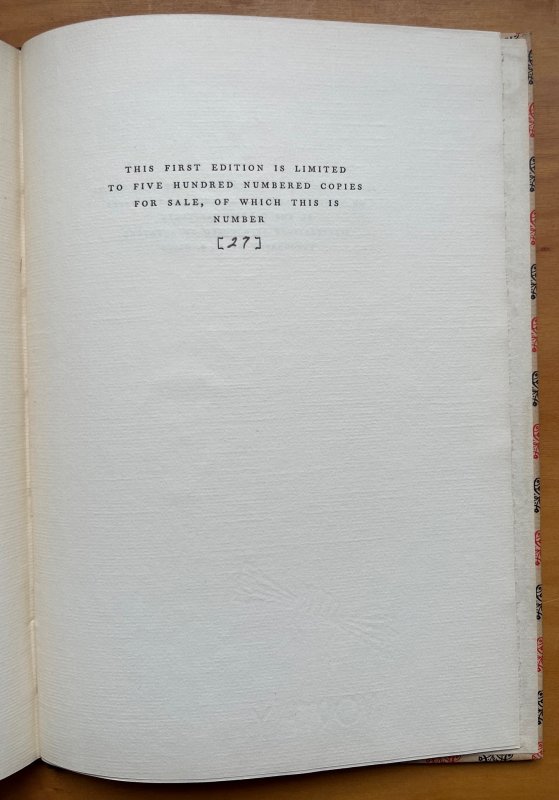 THIS FIRST EDITION IS LIMITED
TO FIVE HUNDRED NUMBERED COPIES
FOR SALE, OF WHICH THIS IS
NUMBER
[27]